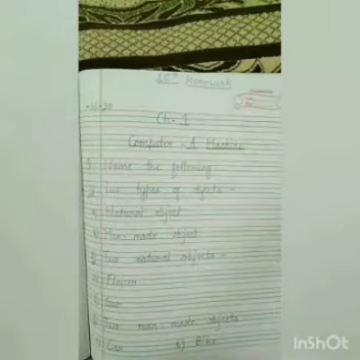 Homework
Ch. 1
Computer - A Machine
Name the following
Two types of objects :-
Natural object
Man-made object
Two natural objects :-
Flower
Sun
Two man-made objects
Car b) Bike
InShOt